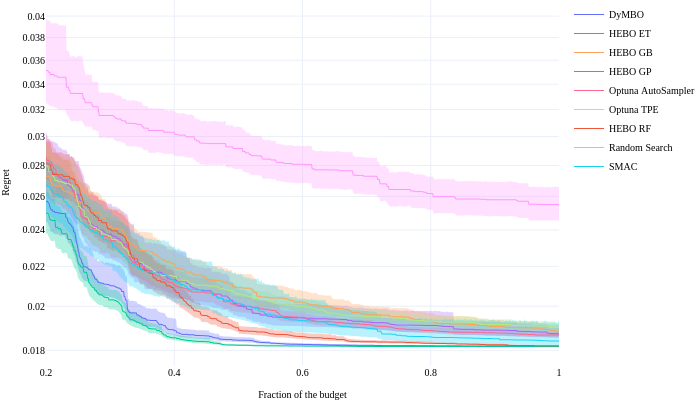 0.04
0.038
0.036
0.034
0.032
0.03
0.028
0.026
0.024
0.022
0.02
0.018
Regret
0.2
0.4
0.6
0.8
1
Fraction of the budget
DyMBO
HEBO ET
HEBO GB
HEBO GP
Optuna AutoSampler
Optuna TPE
HEBO RF
Random Search
SMAC